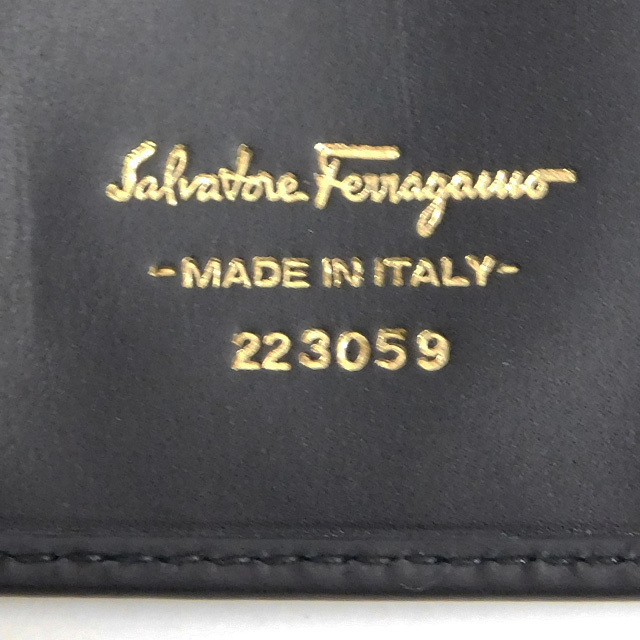 Salvatore Ferragamo
-MADE IN ITALY-
223059